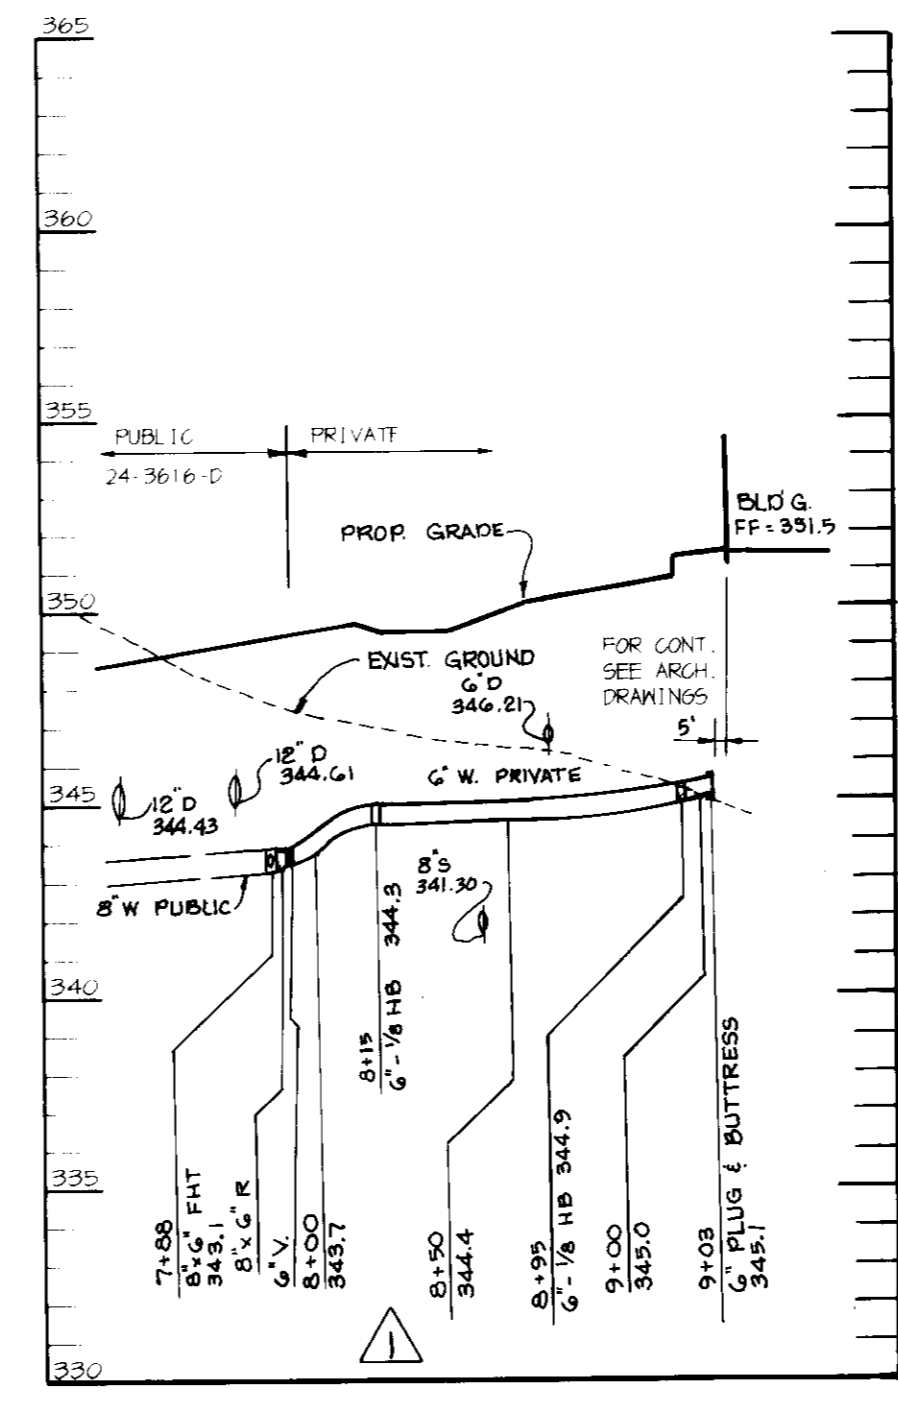 365
360
355
PUBLIC
PRIVATE
24-3616-D
BLD'G.
FF = 351.5
PROP. GRADE
350
EXIST. GROUND
FOR CONT.
SEE ARCH.
DRAWINGS
6" D
346.21
5'
12" D
344.61
6" W. PRIVATE
345
12" D
344.43
8" S
341.30
8" W PUBLIC
340
335
330
7+88
8" x 6" FHT
343.1
8" x 6" R
6" V.
8+00
343.7
8+15
6" - 1/8 HB 344.3
8+50
344.4
8+95
6" - 1/8 HB 344.9
9+00
345.0
9+03
6" PLUG & BUTTRESS
345.1
1